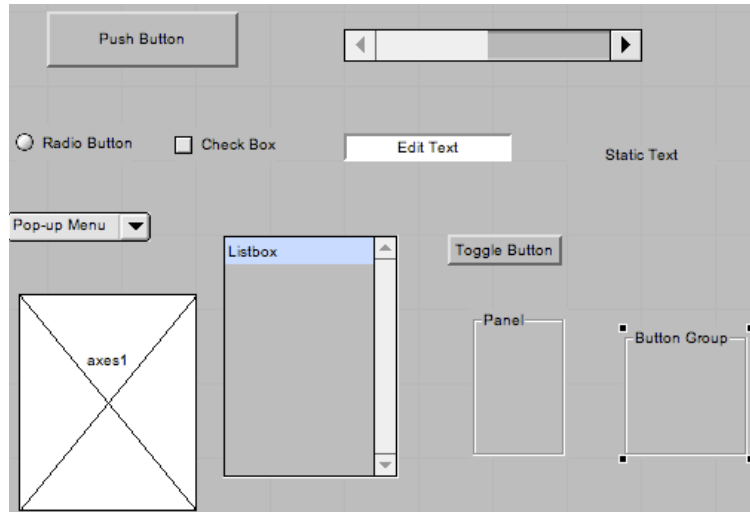 Push Button
Radio Button
Check Box
Edit Text
Static Text
Pop-up Menu
Listbox
Toggle Button
axes1
Panel
Button Group